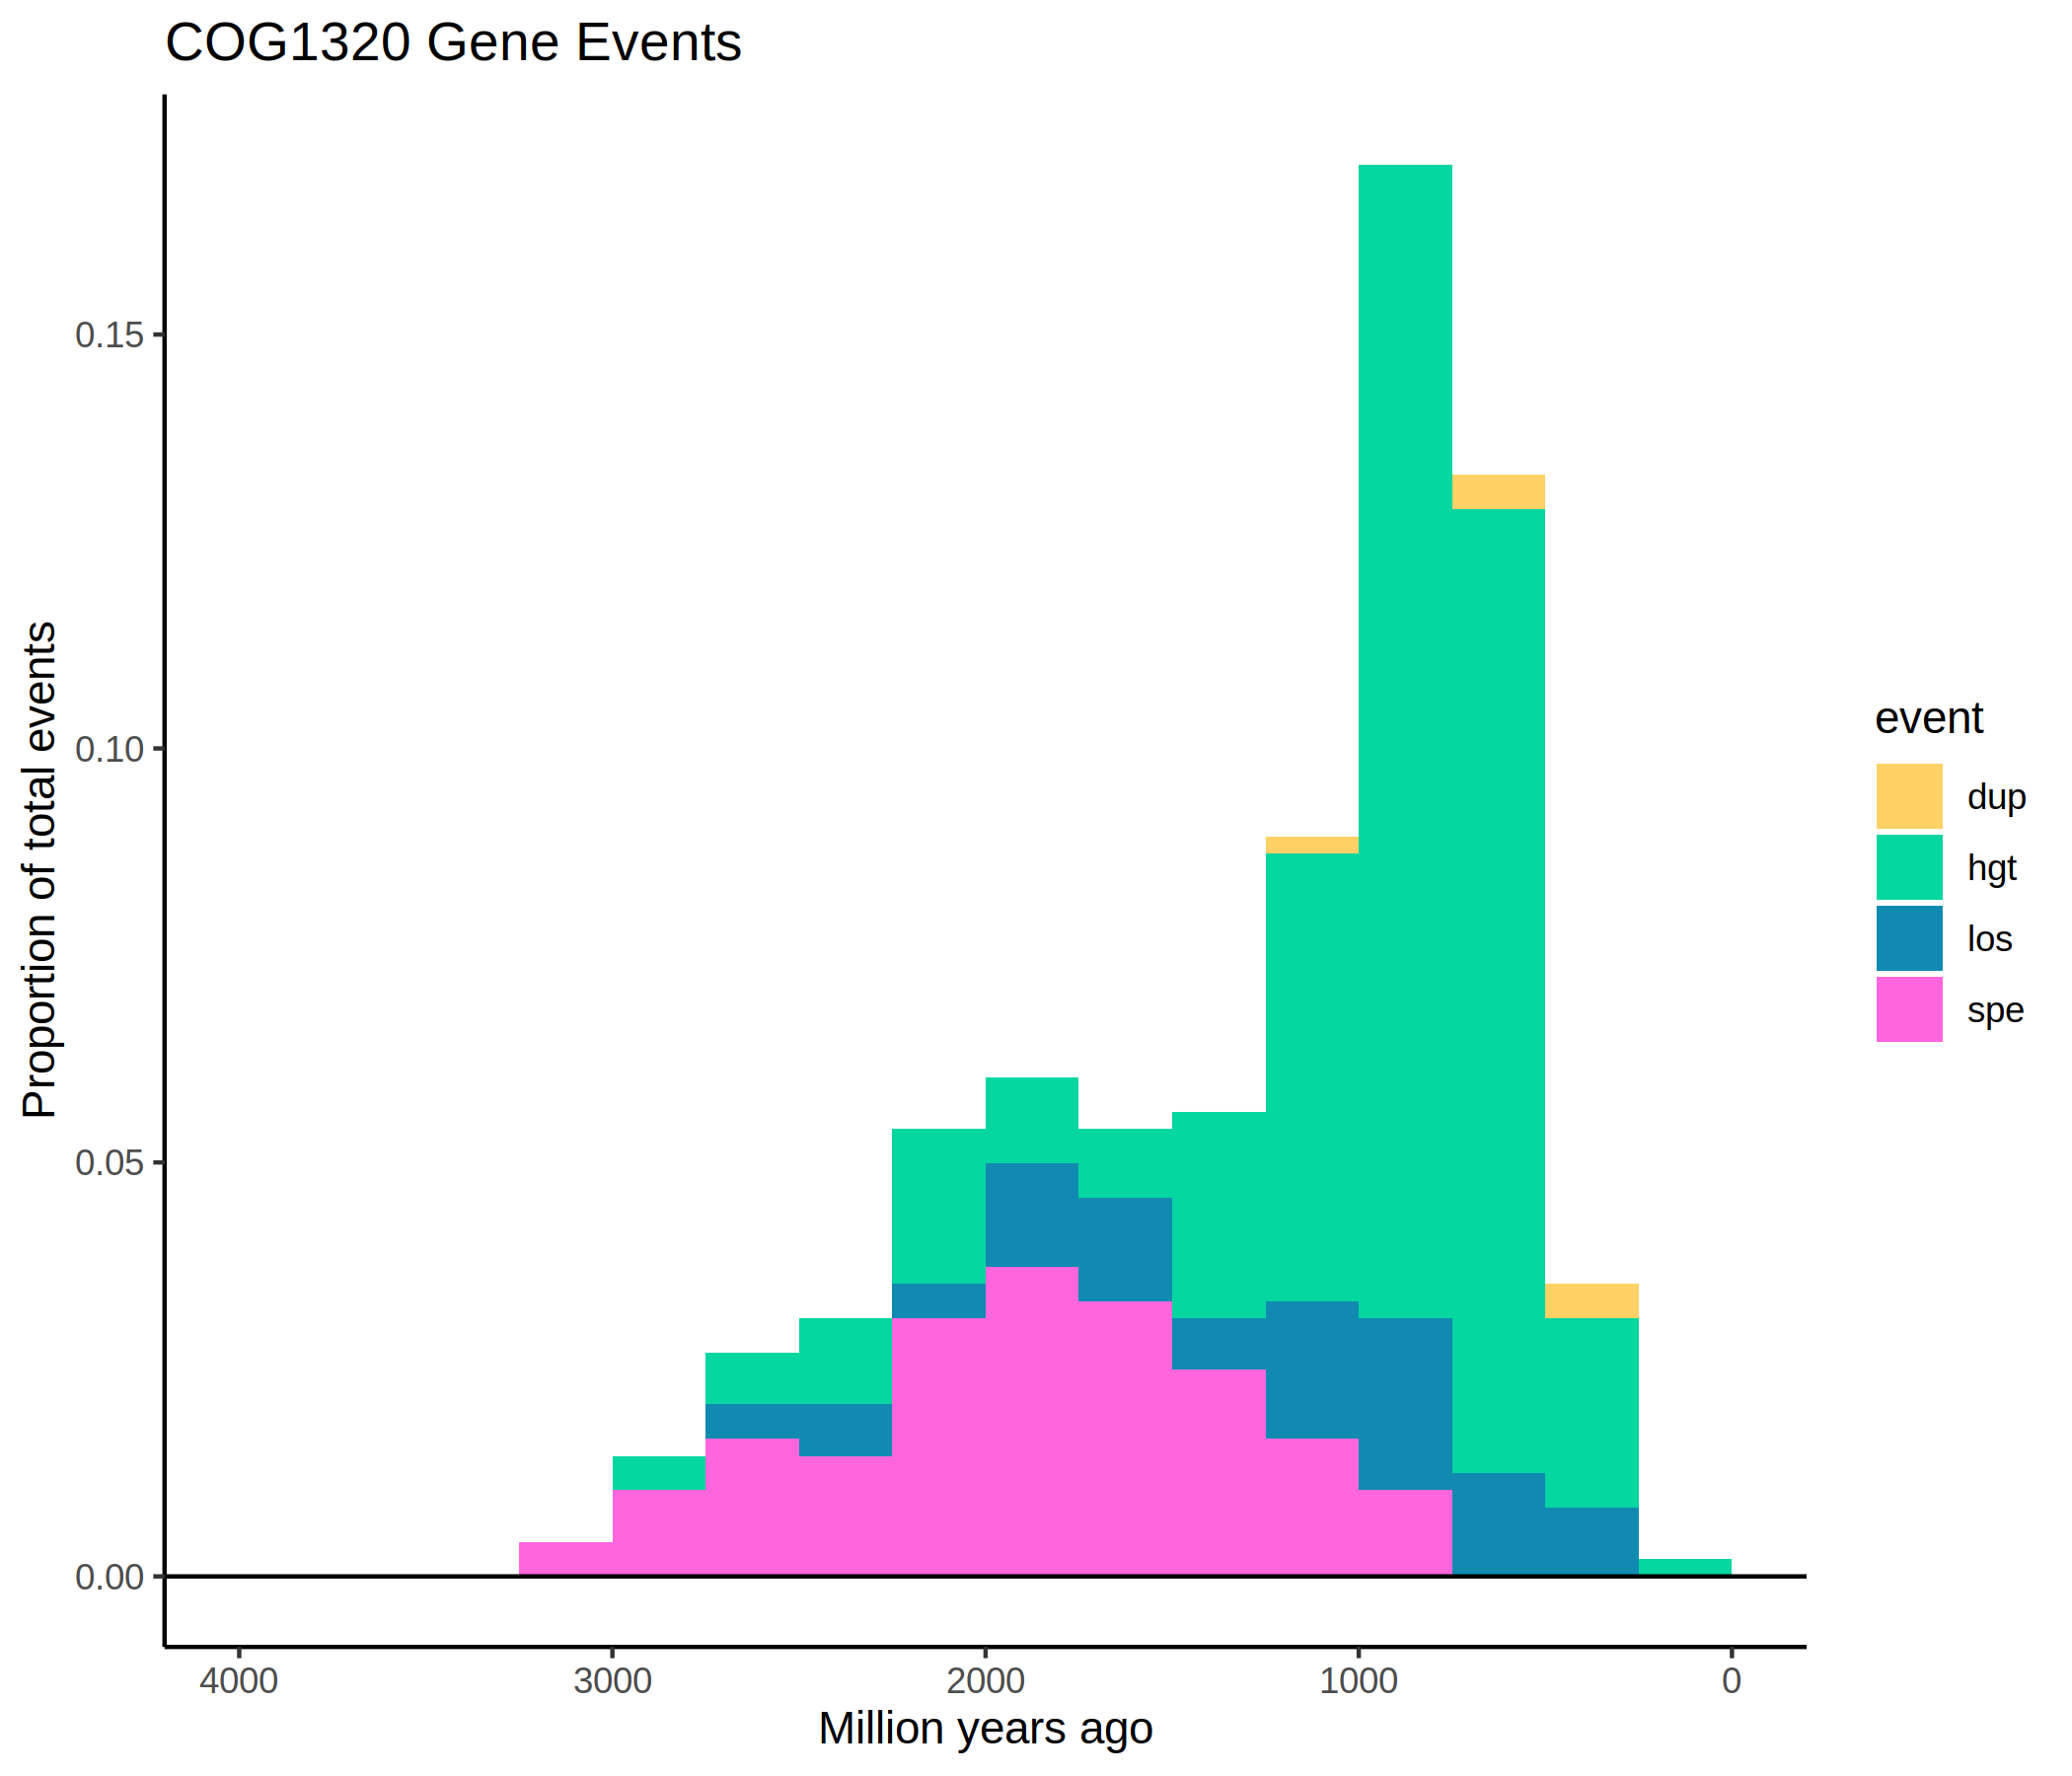 COG1320 Gene Events
Proportion of total events
0.15
0.10
0.05
0.00
4000 3000 2000 1000 0
Million years ago
event
dup
hgt
los
spe